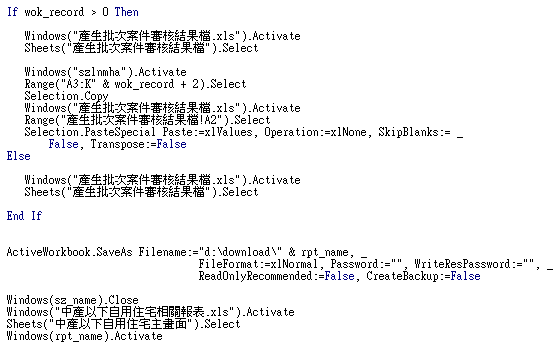 If wok_record > 0 Then
Windows("產生批次案件審核結果檔.xls").Activate
Sheets("產生批次案件審核結果檔").Select
Windows("szlnmha").Activate
Range("A3:K" & wok_record + 2).Select
Selection.Copy
Windows("產生批次案件審核結果檔.xls").Activate
Range("產生批次案件審核結果檔!A2").Select
Selection.PasteSpecial Paste:=xlValues, Operation:=xlNone, SkipBlanks:= _
False, Transpose:=False
Else
Windows("產生批次案件審核結果檔.xls").Activate
Sheets("產生批次案件審核結果檔").Select
End If
ActiveWorkbook.SaveAs Filename:="d:\download\" & rpt_name, _
FileFormat:=xlNormal, Password:="", WriteResPassword:="", _
ReadOnlyRecommended:=False, CreateBackup:=False
Windows(sz_name).Close
Windows("中產以下自用住宅相關報表.xls").Activate
Sheets("中產以下自用住宅主畫面").Select
Windows(rpt_name).Activate